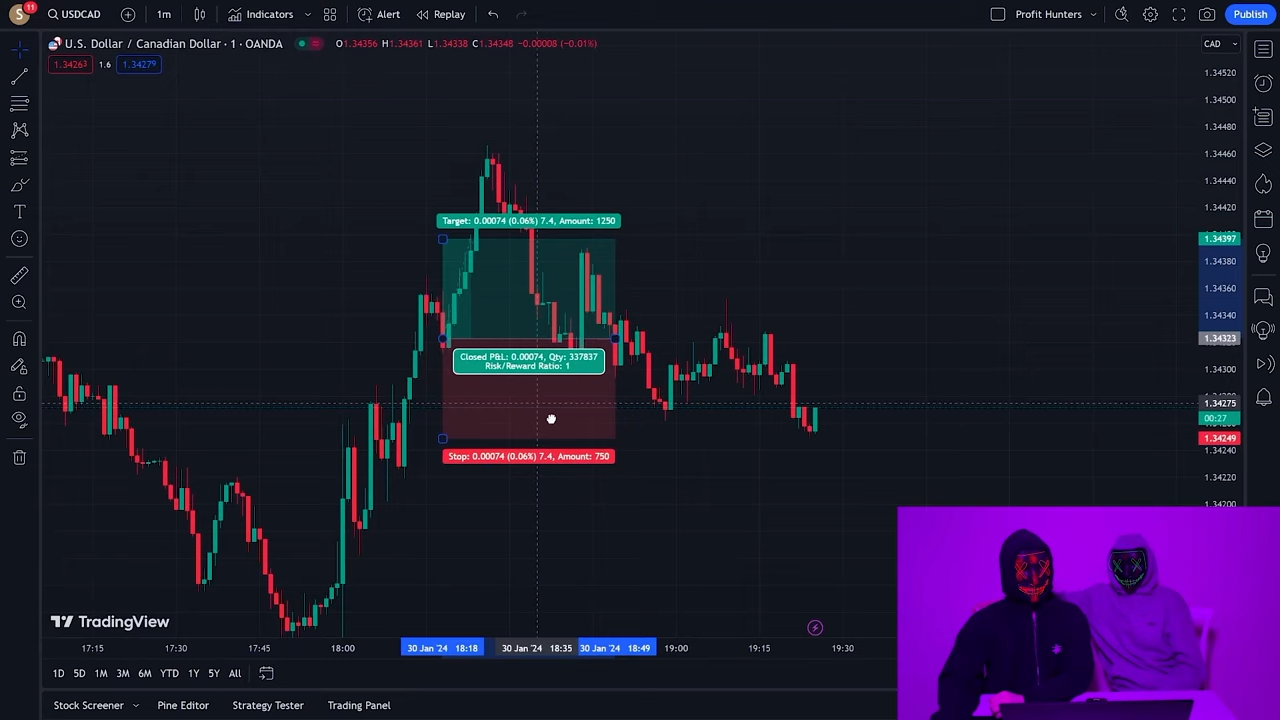 S
11
USDCAD
1m
Indicators
Alert
Replay
Profit Hunters
Publish
U.S. Dollar / Canadian Dollar · 1 · OANDA
O1.34356 H1.34361 L1.34338 C1.34348 −0.00008 (−0.01%)
CAD
1.34263
1.6
1.34279
1.34520
1.34500
1.34480
1.34460
1.34440
1.34420
1.34397
1.34380
1.34360
1.34340
1.34323
1.34300
1.34275
00:27
1.34249
1.34240
1.34220
1.34200
Target: 0.00074 (0.06%) 7.4, Amount: 1250
Closed P&L: 0.00074, Qty: 337837
Risk/Reward Ratio: 1
Stop: 0.00074 (0.06%) 7.4, Amount: 750
TradingView
17:15
17:30
17:45
18:00
30 Jan '24 18:18
30 Jan '24 18:35
30 Jan '24 18:49
19:00
19:15
19:30
1D 5D 1M 3M 6M YTD 1Y 5Y All
Stock Screener
Pine Editor
Strategy Tester
Trading Panel